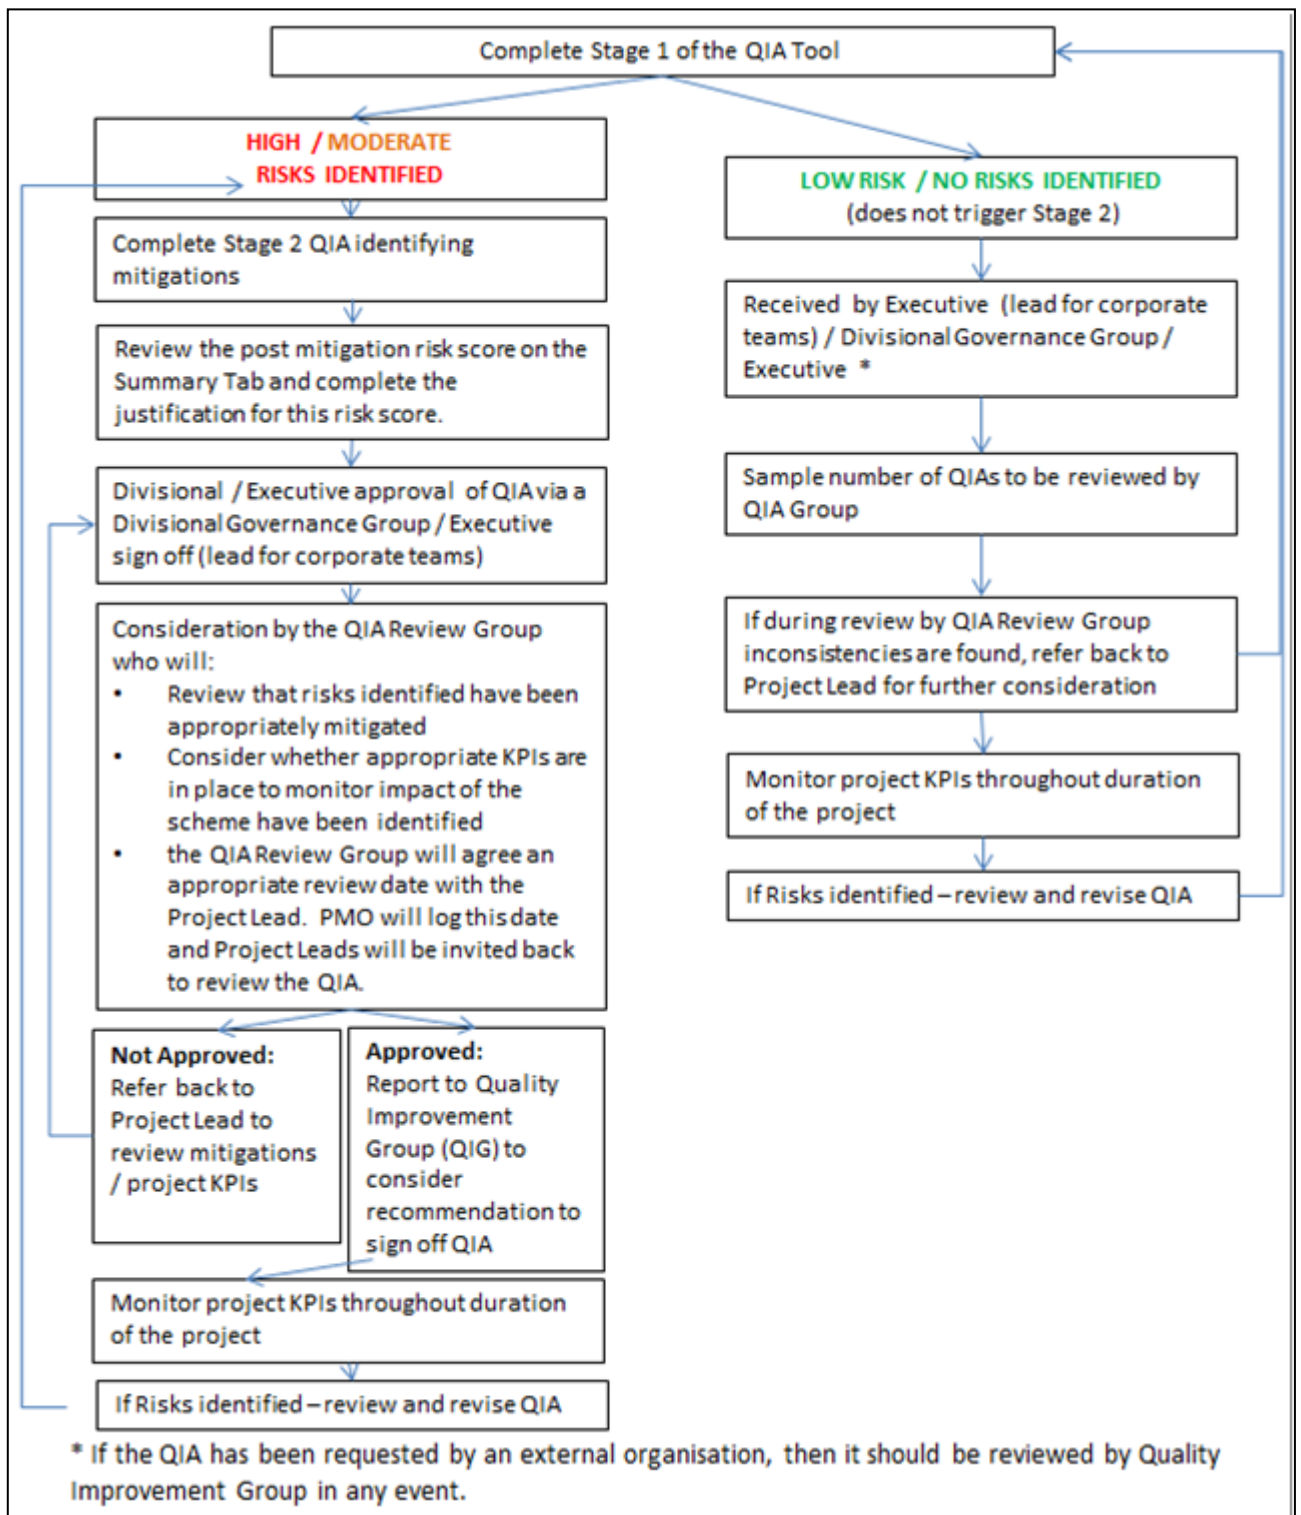 Complete Stage 1 of the QIA Tool
HIGH / MODERATE
RISKS IDENTIFIED
Complete Stage 2 QIA identifying
mitigations
Review the post mitigation risk score on the
Summary Tab and complete the
justification for this risk score.
Divisional / Executive approval of QIA via a
Divisional Governance Group / Executive
sign off (lead for corporate teams)
Consideration by the QIA Review Group
who will:
• Review that risks identified have been
appropriately mitigated
• Consider whether appropriate KPIs are
in place to monitor impact of the
scheme have been identified
• the QIA Review Group will agree an
appropriate review date with the
Project Lead. PMO will log this date
and Project Leads will be invited back
to review the QIA.
Not Approved:
Refer back to
Project Lead to
review mitigations
/ project KPIs
Approved:
Report to Quality
Improvement
Group (QIG) to
consider
recommendation to
sign off QIA
Monitor project KPIs throughout duration
of the project
If Risks identified – review and revise QIA
LOW RISK / NO RISKS IDENTIFIED
(does not trigger Stage 2)
Received by Executive (lead for corporate
teams) / Divisional Governance Group /
Executive *
Sample number of QIAs to be reviewed by
QIA Group
If during review by QIA Review Group
inconsistencies are found, refer back to
Project Lead for further consideration
Monitor project KPIs throughout duration
of the project
If Risks identified – review and revise QIA
* If the QIA has been requested by an external organisation, then it should be reviewed by Quality
Improvement Group in any event.